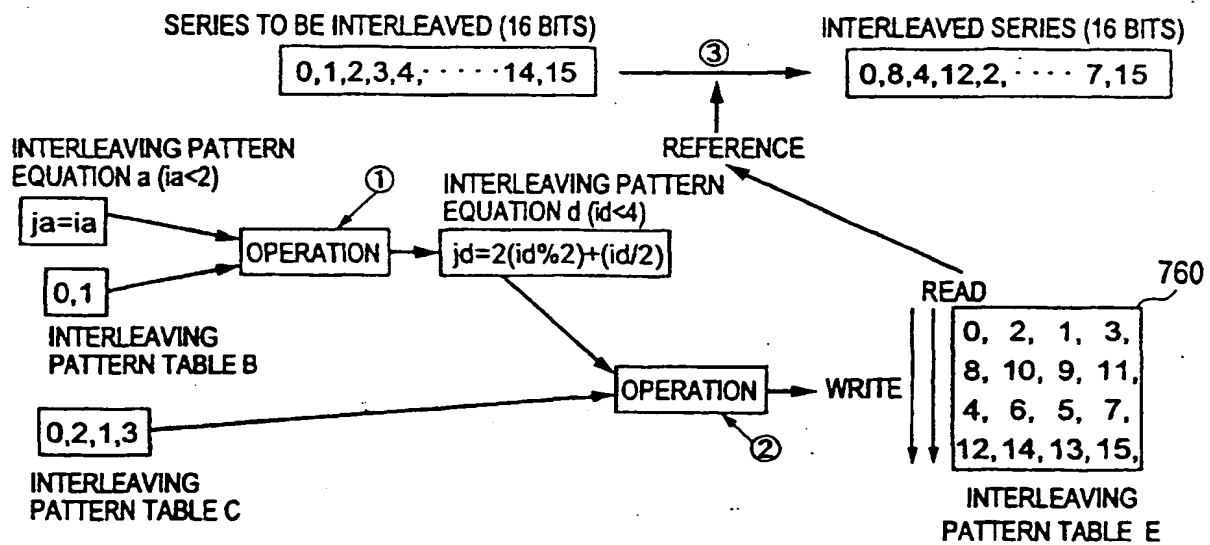 SERIES TO BE INTERLEAVED (16 BITS)
INTERLEAVED SERIES (16 BITS)
0,1,2,3,4,·····14,15
③
0,8,4,12,2,···· 7,15
REFERENCE
INTERLEAVING PATTERN
EQUATION a (ia<2)
①
INTERLEAVING PATTERN
EQUATION d (id<4)
ja=ia
OPERATION
jd=2(id%2)+(id/2)
0,1
INTERLEAVING
PATTERN TABLE B
READ
760
0, 2, 1, 3,
8, 10, 9, 11,
4, 6, 5, 7,
12, 14, 13, 15,
OPERATION
WRITE
②
0,2,1,3
INTERLEAVING
PATTERN TABLE C
INTERLEAVING
PATTERN TABLE E